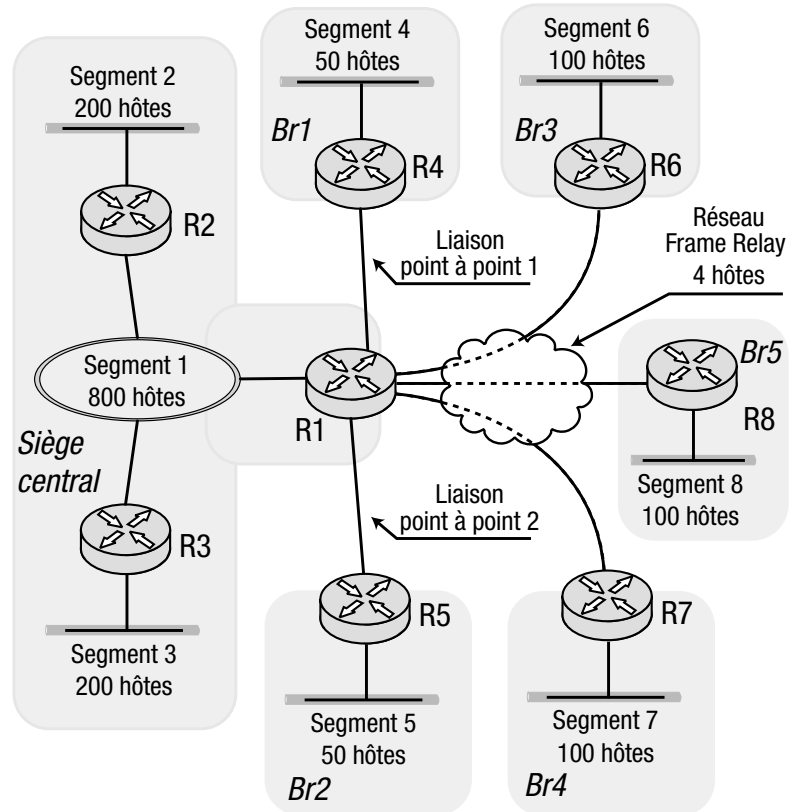 Segment 4
50 hôtes
Br1
R4
Segment 6
100 hôtes
Br3
R6
Segment 2
200 hôtes
R2
Réseau
Frame Relay
4 hôtes
Liaison
point à point 1
Segment 1
800 hôtes
R1
Br5
R8
Segment 8
100 hôtes
Siège
central
R3
Segment 3
200 hôtes
Liaison
point à point 2
R5
Segment 5
50 hôtes
Br2
R7
Segment 7
100 hôtes
Br4